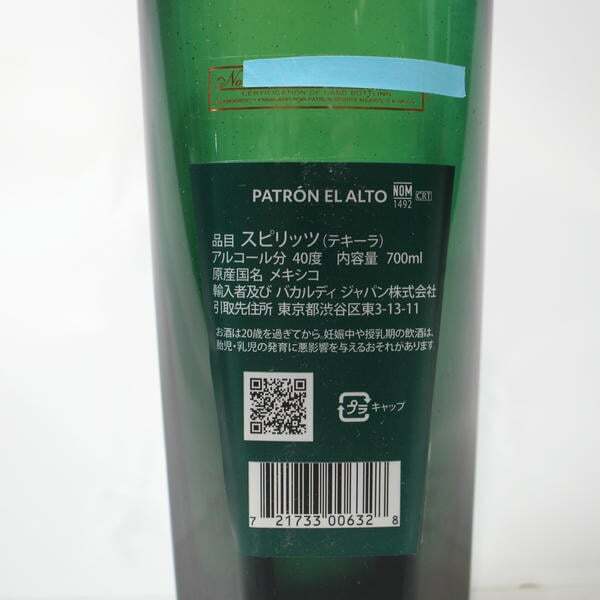 No
CERTIFICATION OF HAND BOTTLING
PATRÓN EL ALTO NOM 1492 CRT
品目 スピリッツ(テキーラ)
アルコール分 40度 内容量 700ml
原産国名 メキシコ
輸入者及び バカルディ ジャパン株式会社
引取先住所 東京都渋谷区東3-13-11
お酒は20歳を過ぎてから。妊娠中や授乳期の飲酒は、
胎児・乳児の発育に悪影響を与えるおそれがあります。
プラ キャップ
7 21733 00632 8